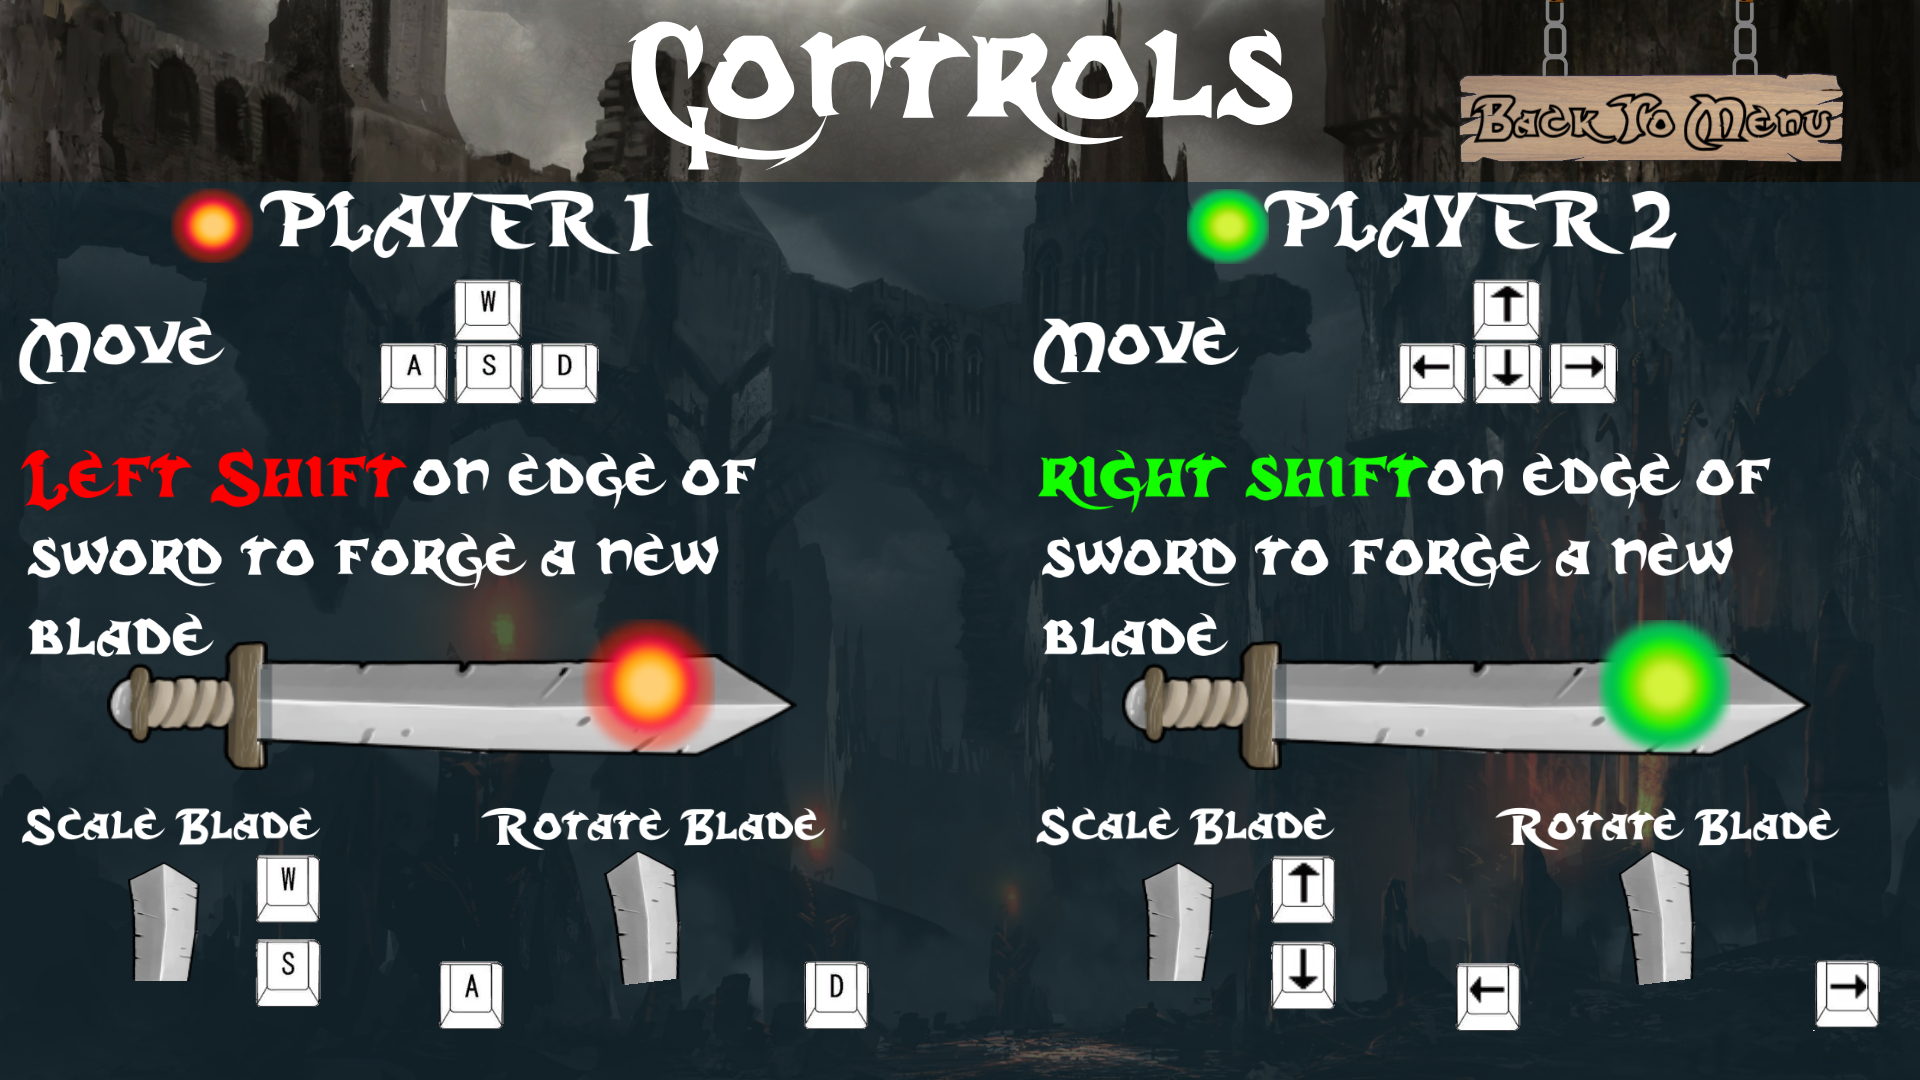 Controls
Back To Menu
PLAYER 1
Move
W
A S D
Left Shift on edge of
sword to forge a new
blade
Scale Blade
W
S
Rotate Blade
A
D
PLAYER 2
Move
↑
← ↓ →
Right Shift on edge of
sword to forge a new
blade
Scale Blade
↑
↓
Rotate Blade
←
→